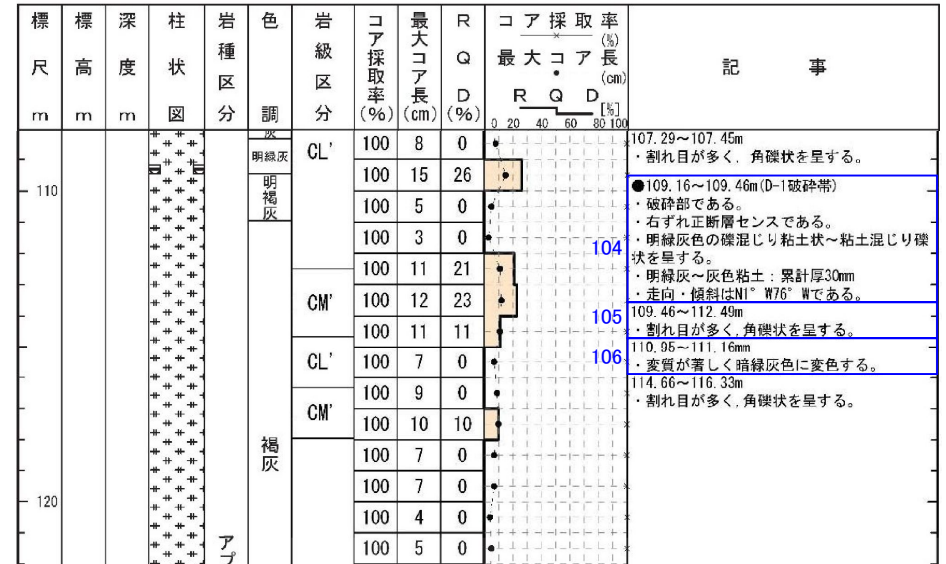 標尺 m
標高 m
深度 m
柱状図
岩種区分
色調
岩級区分
コア採取率(%)
最大コア長(cm)
RQD(%)
コア採取率(%)
最大コア長(cm)
RQD[%]
0 20 40 60 80 100
記事
110
120
明緑灰
明褐灰
褐灰
アプ
CL'
CM'
CL'
CM'
100 8 0
100 15 26
100 5 0
100 3 0
100 11 21
100 12 23
100 11 11
100 7 0
100 9 0
100 10 10
100 7 0
100 7 0
100 4 0
100 5 0
107.29~107.45m
・割れ目が多く, 角礫状を呈する。
104
●109.16~109.46m(D-1破砕帯)
・破砕部である。
・右ずれ正断層センスである。
・明緑灰色の礫混じり粘土状~粘土混じり礫
状を呈する。
・明緑灰~灰色粘土:累計厚30mm
・走向・傾斜はN1°W76°Wである。
105
109.46~112.49m
・割れ目が多く,角礫状を呈する。
106
110.95~111.16mm
・変質が著しく暗緑灰色に変色する。
114.66~116.33m
・割れ目が多く,角礫状を呈する。